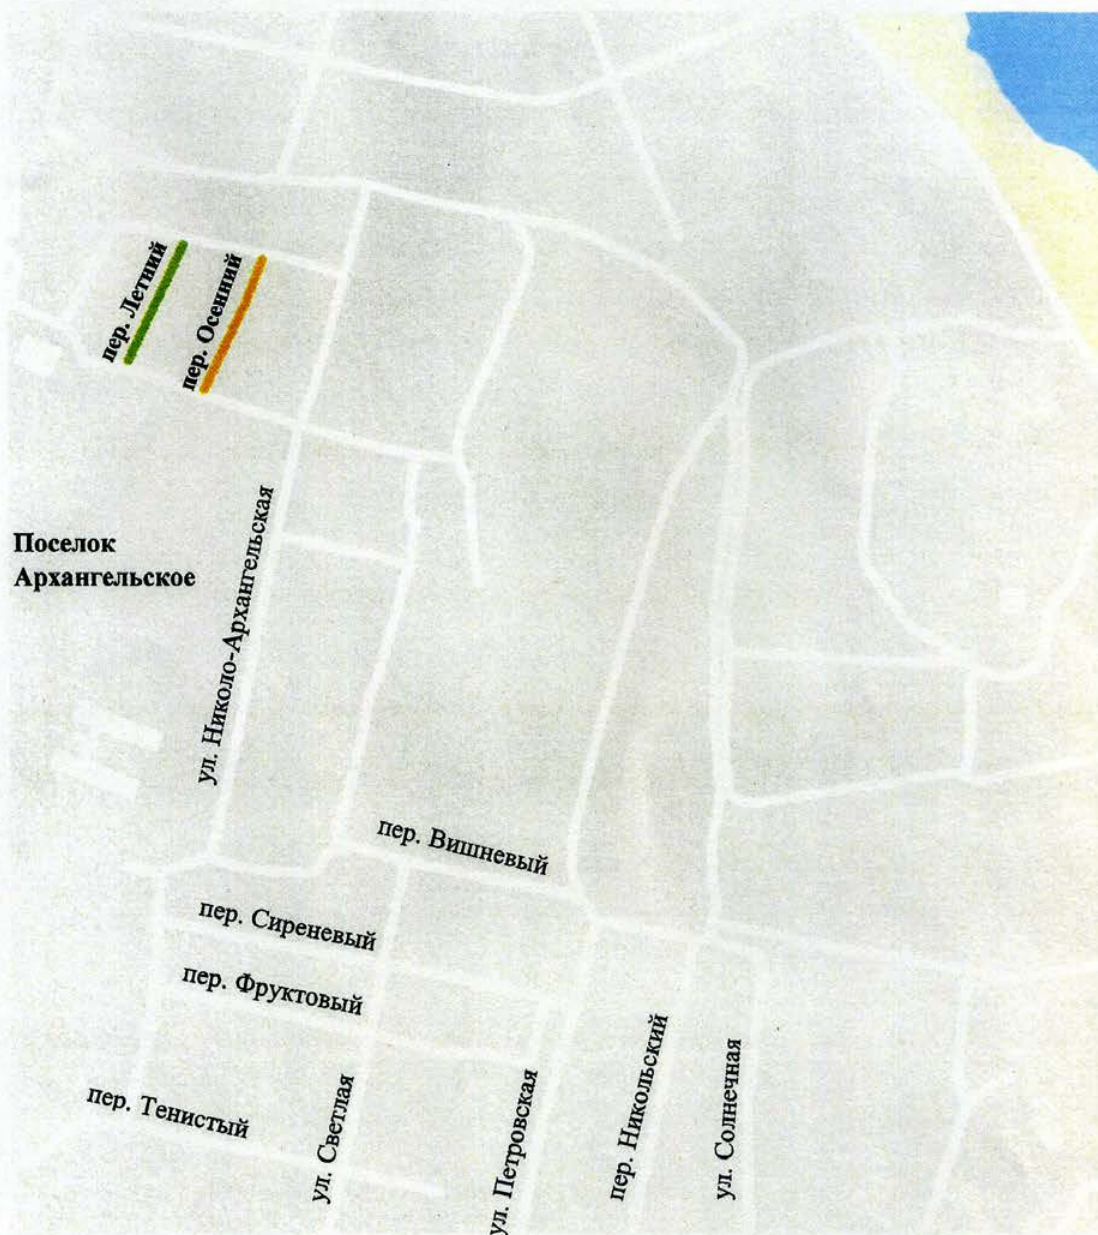 пер. Летний
пер. Осенний
Поселок
Архангельское
ул. Николо-Архангельская
пер. Вишневый
пер. Сиреневый
пер. Фруктовый
пер. Тенистый
ул. Светлая
ул. Петровская
пер. Никольский
ул. Солнечная